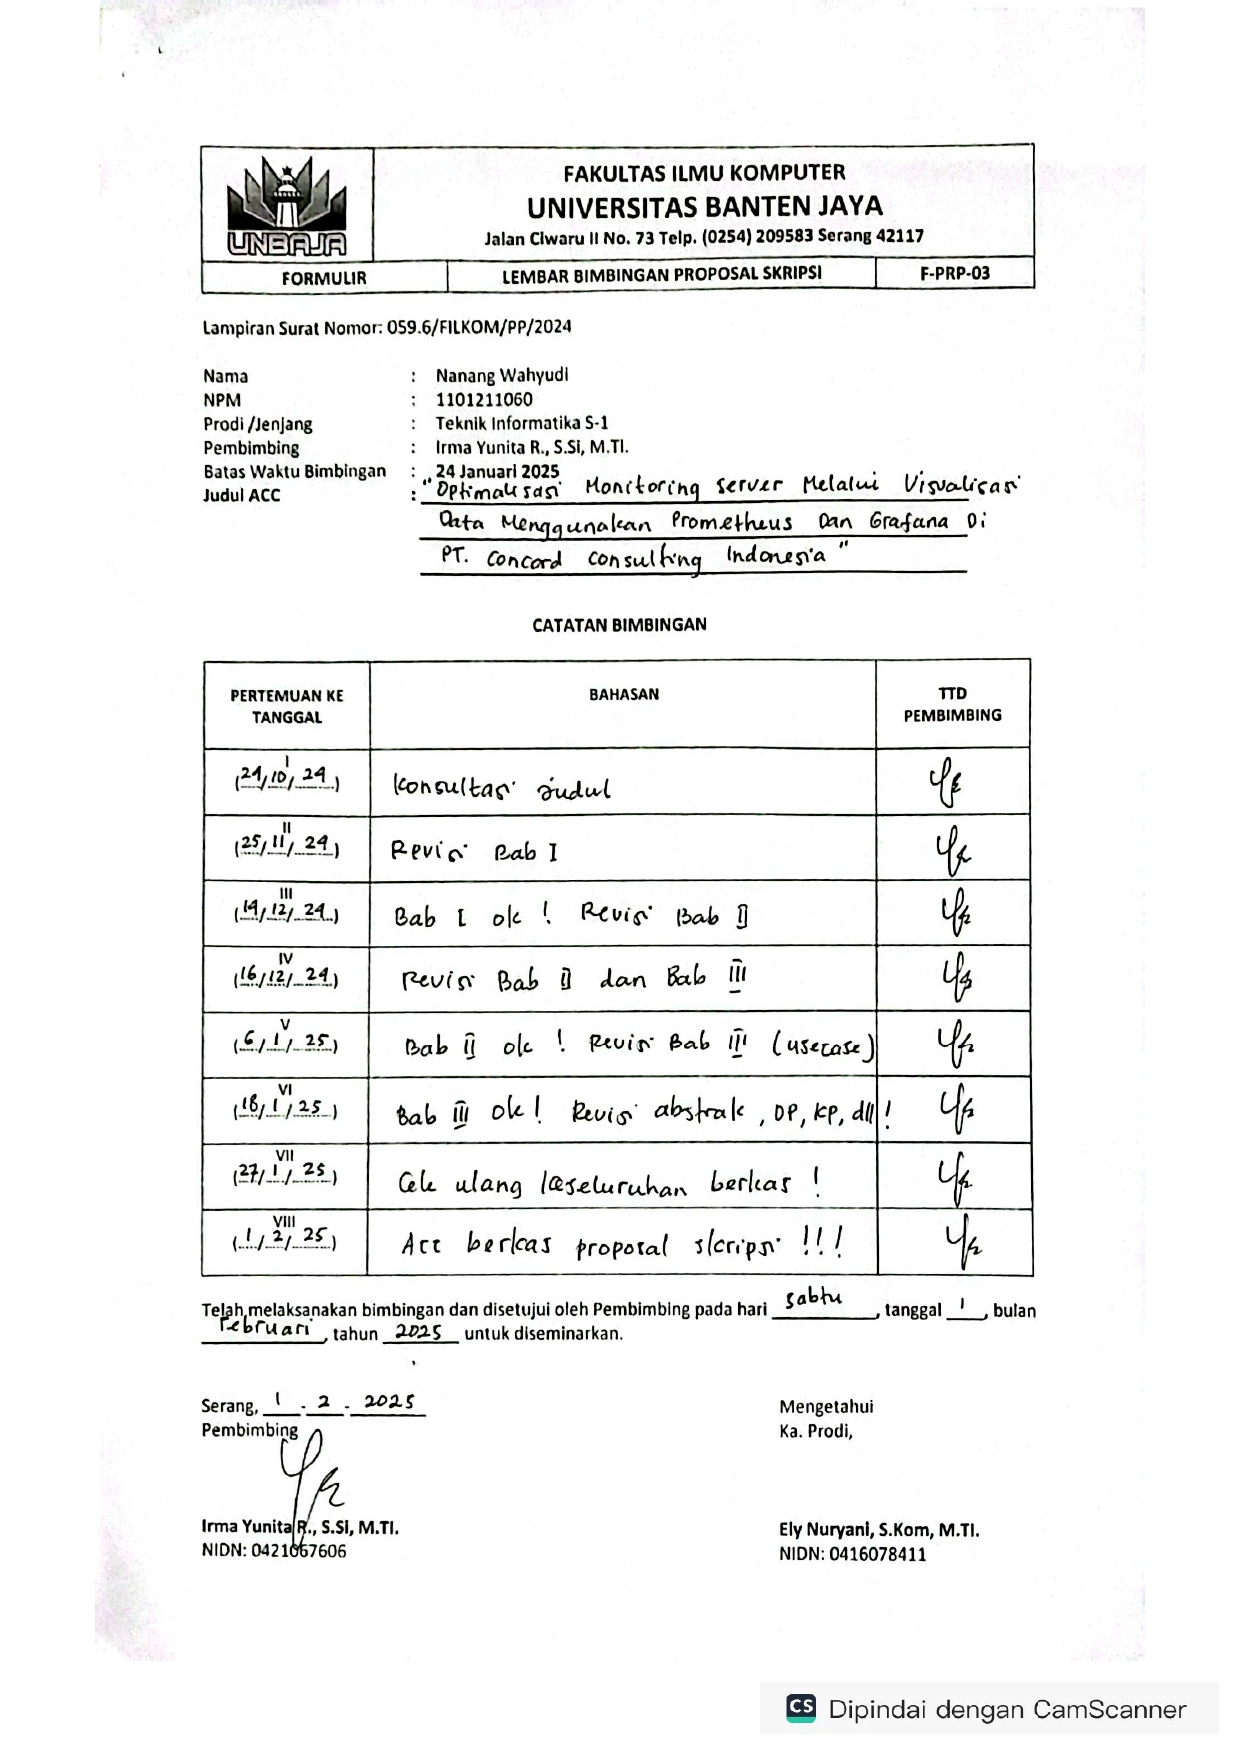 UNBAJA
FAKULTAS ILMU KOMPUTER
UNIVERSITAS BANTEN JAYA
Jalan Ciwaru II No. 73 Telp. (0254) 209583 Serang 42117
FORMULIR LEMBAR BIMBINGAN PROPOSAL SKRIPSI F-PRP-03
Lampiran Surat Nomor: 059.6/FILKOM/PP/2024
Nama : Nanang Wahyudi
NPM : 1101211060
Prodi /Jenjang : Teknik Informatika S-1
Pembimbing : Irma Yunita R., S.Si, M.TI.
Batas Waktu Bimbingan : 24 Januari 2025
Judul ACC : "Optimalisasi Monitoring Server Melalui Visualisasi
Data Menggunakan Prometheus Dan Grafana Di
PT. Concord Consulting Indonesia"
CATATAN BIMBINGAN
PERTEMUAN KE TANGGAL BAHASAN TTD PEMBIMBING
I
(24/10/24) Konsultasi judul
II
(25/11/24) Revisi Bab I
III
(14/12/24) Bab I ok! Revisi Bab II
IV
(16/12/24) Revisi Bab II dan Bab III
V
(6/1/25) Bab II ok! Revisi Bab III (usecase)
VI
(18/1/25) Bab III ok! Revisi abstrak, DP, KP, dll!
VII
(27/1/25) Cek ulang keseluruhan berkas!
VIII
(1/2/25) Acc berkas proposal skripsi!!!
Telah melaksanakan bimbingan dan disetujui oleh Pembimbing pada hari Sabtu, tanggal 1, bulan
Februari, tahun 2025 untuk diseminarkan.
Serang, 1 - 2 - 2025 Mengetahui
Pembimbing Ka. Prodi,
Irma Yunita R., S.Si, M.TI. Ely Nuryani, S.Kom, M.TI.
NIDN: 0421067606 NIDN: 0416078411
CS Dipindai dengan CamScanner